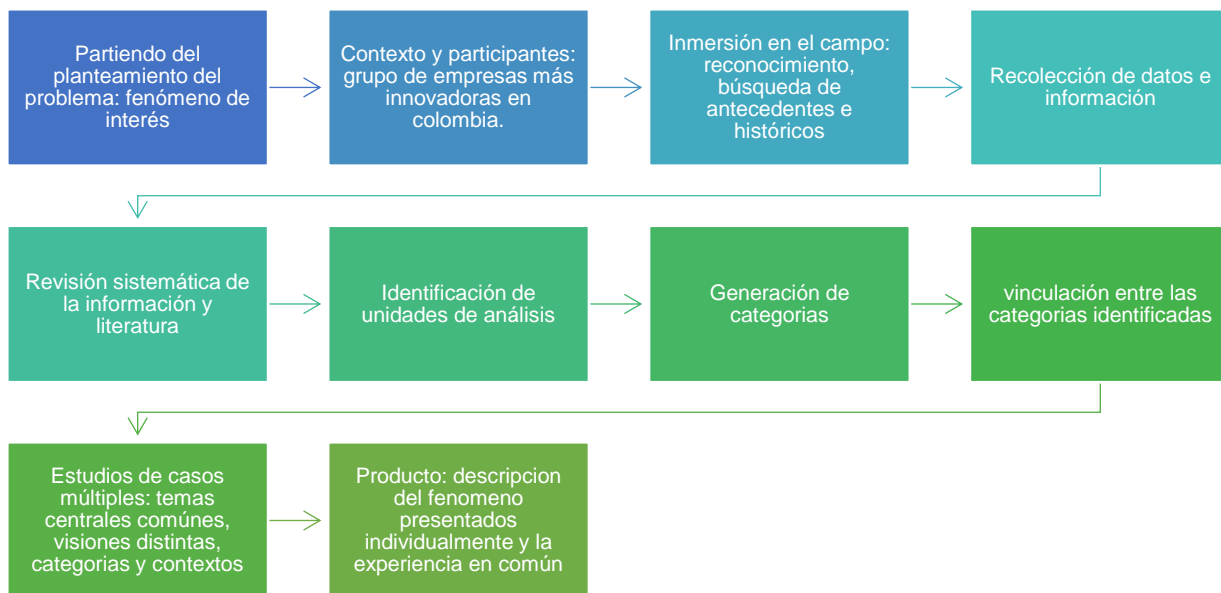 Partiendo del
planteamiento del
problema: fenómeno de
interés
Contexto y participantes:
grupo de empresas más
innovadoras en
colombia.
Inmersión en el campo:
reconocimiento,
búsqueda de
antecedentes e
históricos
Recolección de datos e
información
Revisión sistemática de
la información y
literatura
Identificación de
unidades de análisis
Generación de
categorias
vinculación entre las
categorias identificadas
Estudios de casos
múltiples: temas
centrales comúnes,
visiones distintas,
categorias y contextos
Producto: descripcion
del fenomeno
presentados
individualmente y la
experiencia en común